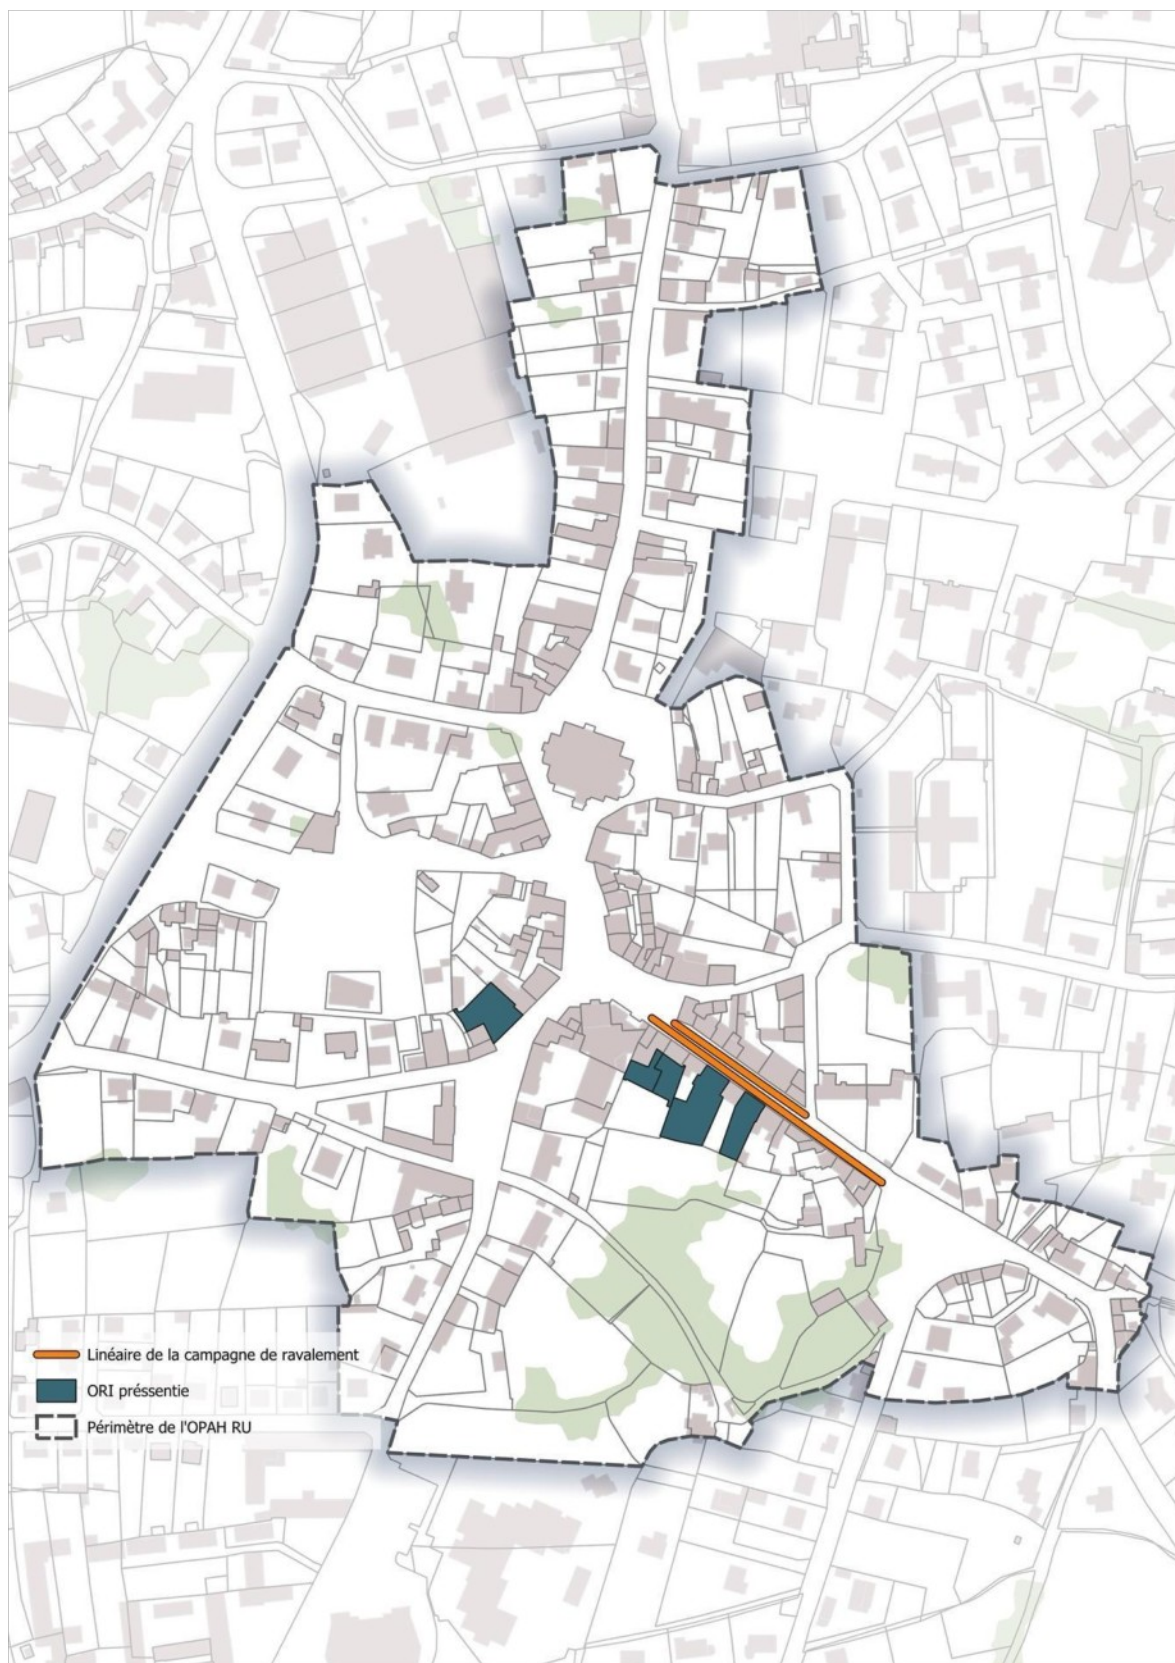 Linéaire de la campagne de ravalement
ORI préssentie
Périmètre de l'OPAH RU